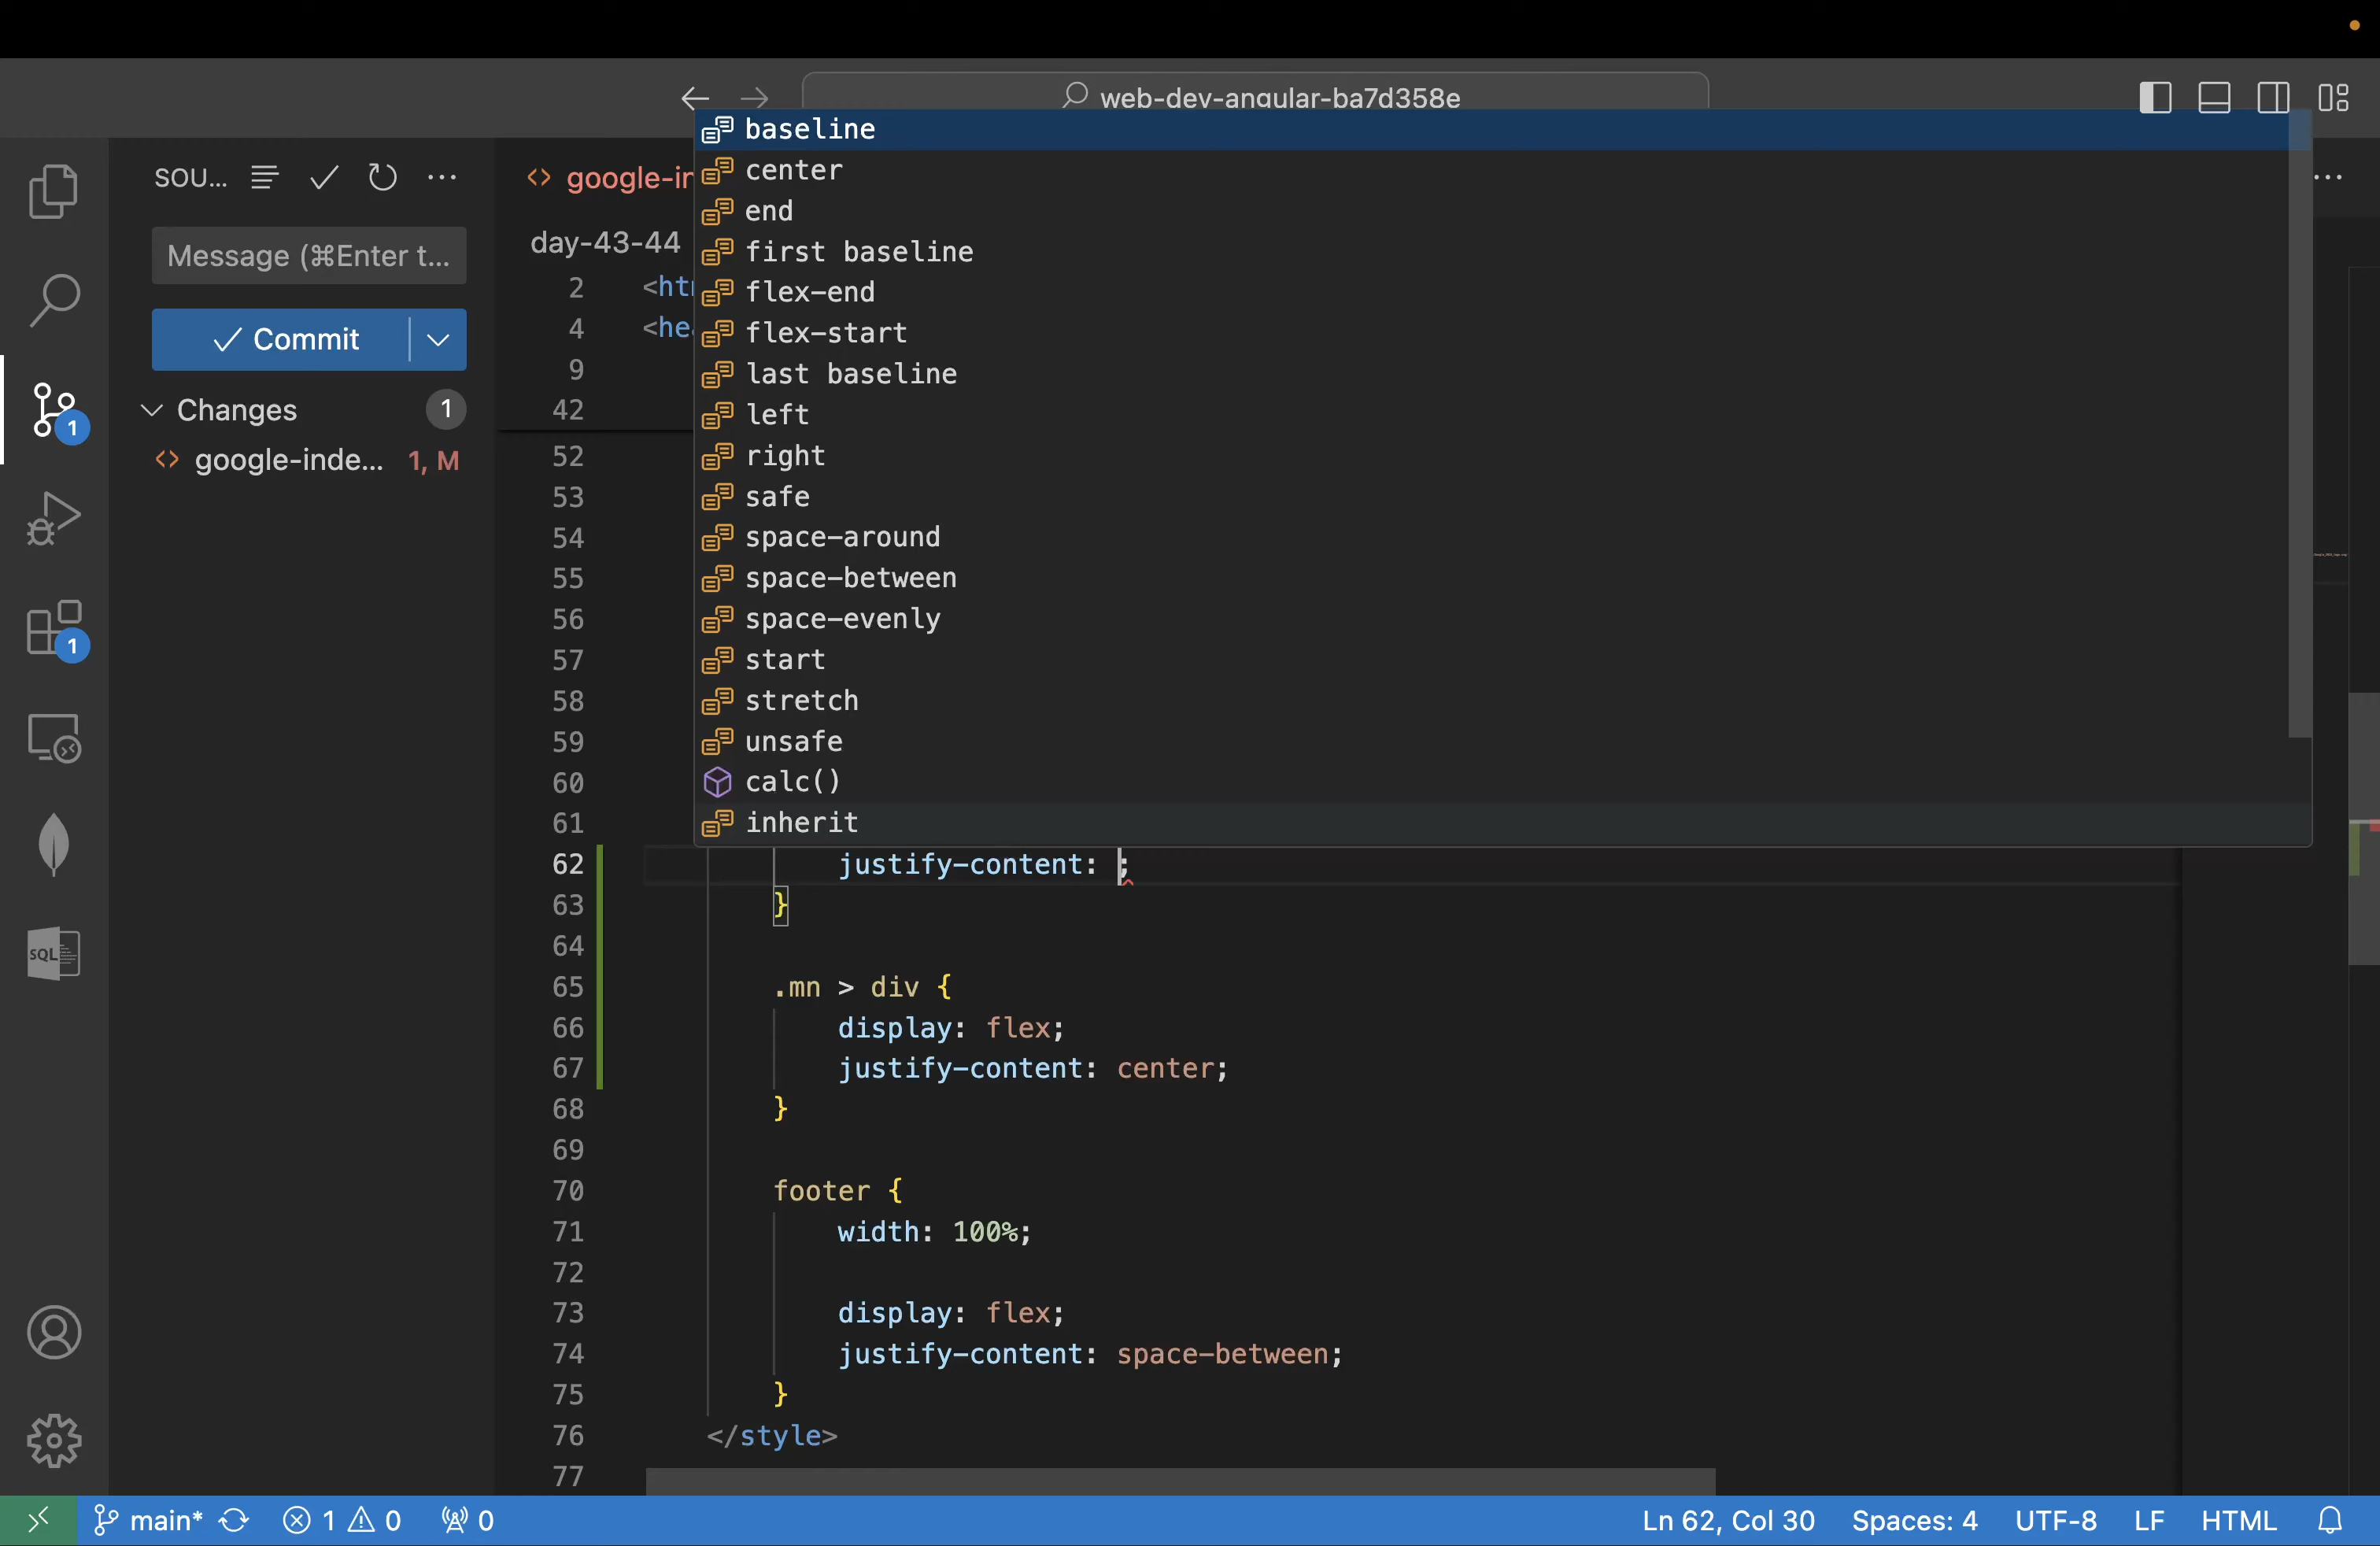 web-dev-angular-ba7d358e
SOU...
Message (⌘Enter t...
Commit
Changes 1
google-inde... 1, M
1
1
SQL
google-in
day-43-44
baseline
center
end
first baseline
flex-end
flex-start
last baseline
left
right
safe
space-around
space-between
space-evenly
start
stretch
unsafe
calc()
inherit
2 <ht
4 <hea
9
42
52
53
54
55
56
57
58
59
60
61
62 justify-content: ;
63 }
64
65 .mn > div {
66 display: flex;
67 justify-content: center;
68 }
69
70 footer {
71 width: 100%;
72
73 display: flex;
74 justify-content: space-between;
75 }
76 </style>
77
main* 1 0 0 Ln 62, Col 30 Spaces: 4 UTF-8 LF HTML